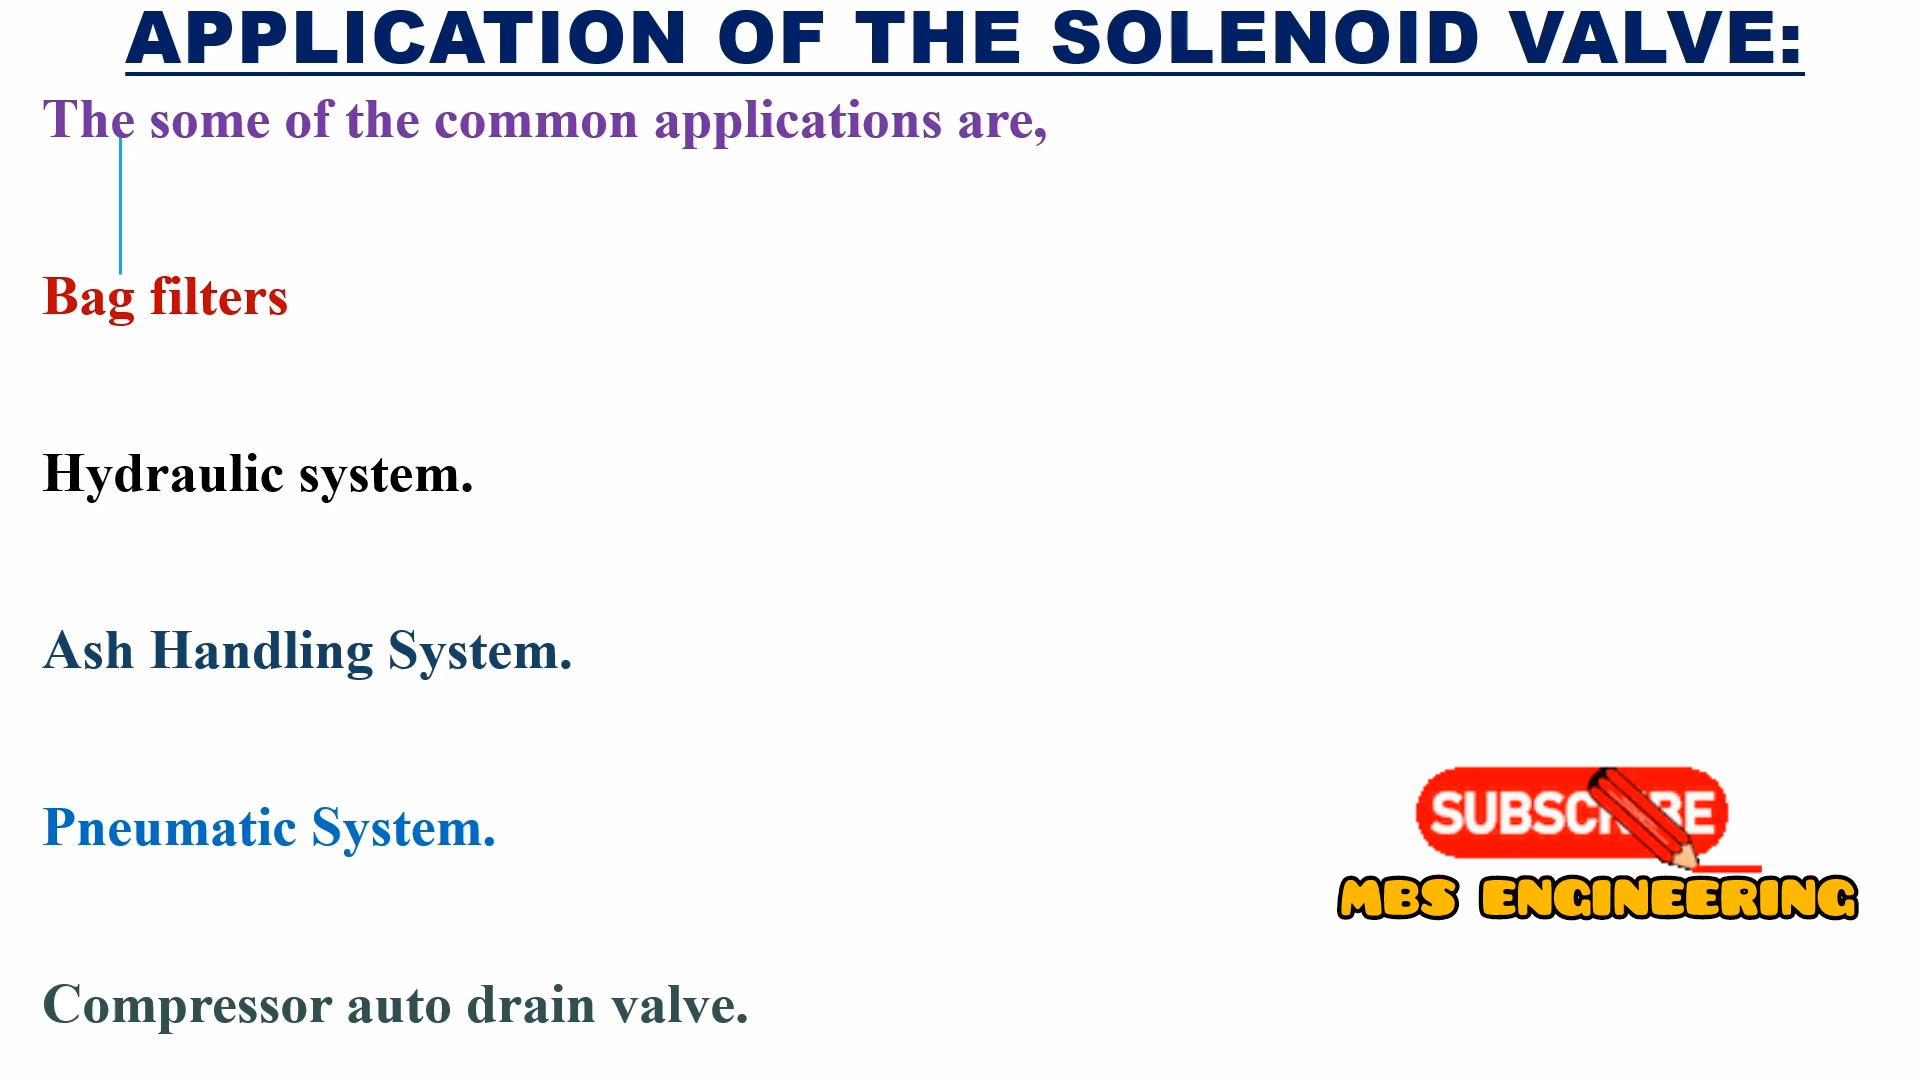 APPLICATION OF THE SOLENOID VALVE:
The some of the common applications are,
Bag filters
Hydraulic system.
Ash Handling System.
Pneumatic System.
SUBSCRIBE
MBS ENGINEERING
Compressor auto drain valve.